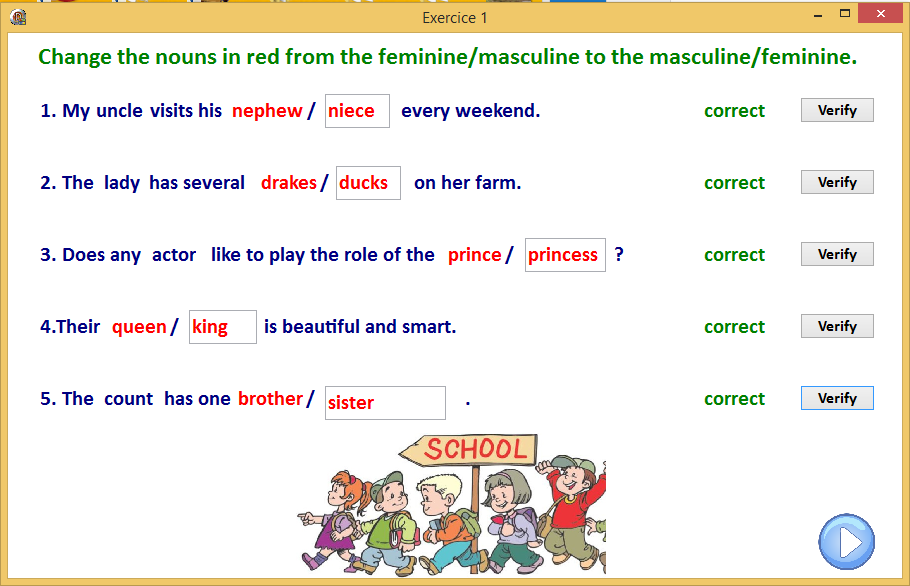 Exercice 1
Change the nouns in red from the feminine/masculine to the masculine/feminine.
1. My uncle visits his nephew / niece every weekend. correct Verify
2. The lady has several drakes / ducks on her farm. correct Verify
3. Does any actor like to play the role of the prince / princess ? correct Verify
4.Their queen / king is beautiful and smart. correct Verify
5. The count has one brother / sister . correct Verify
SCHOOL